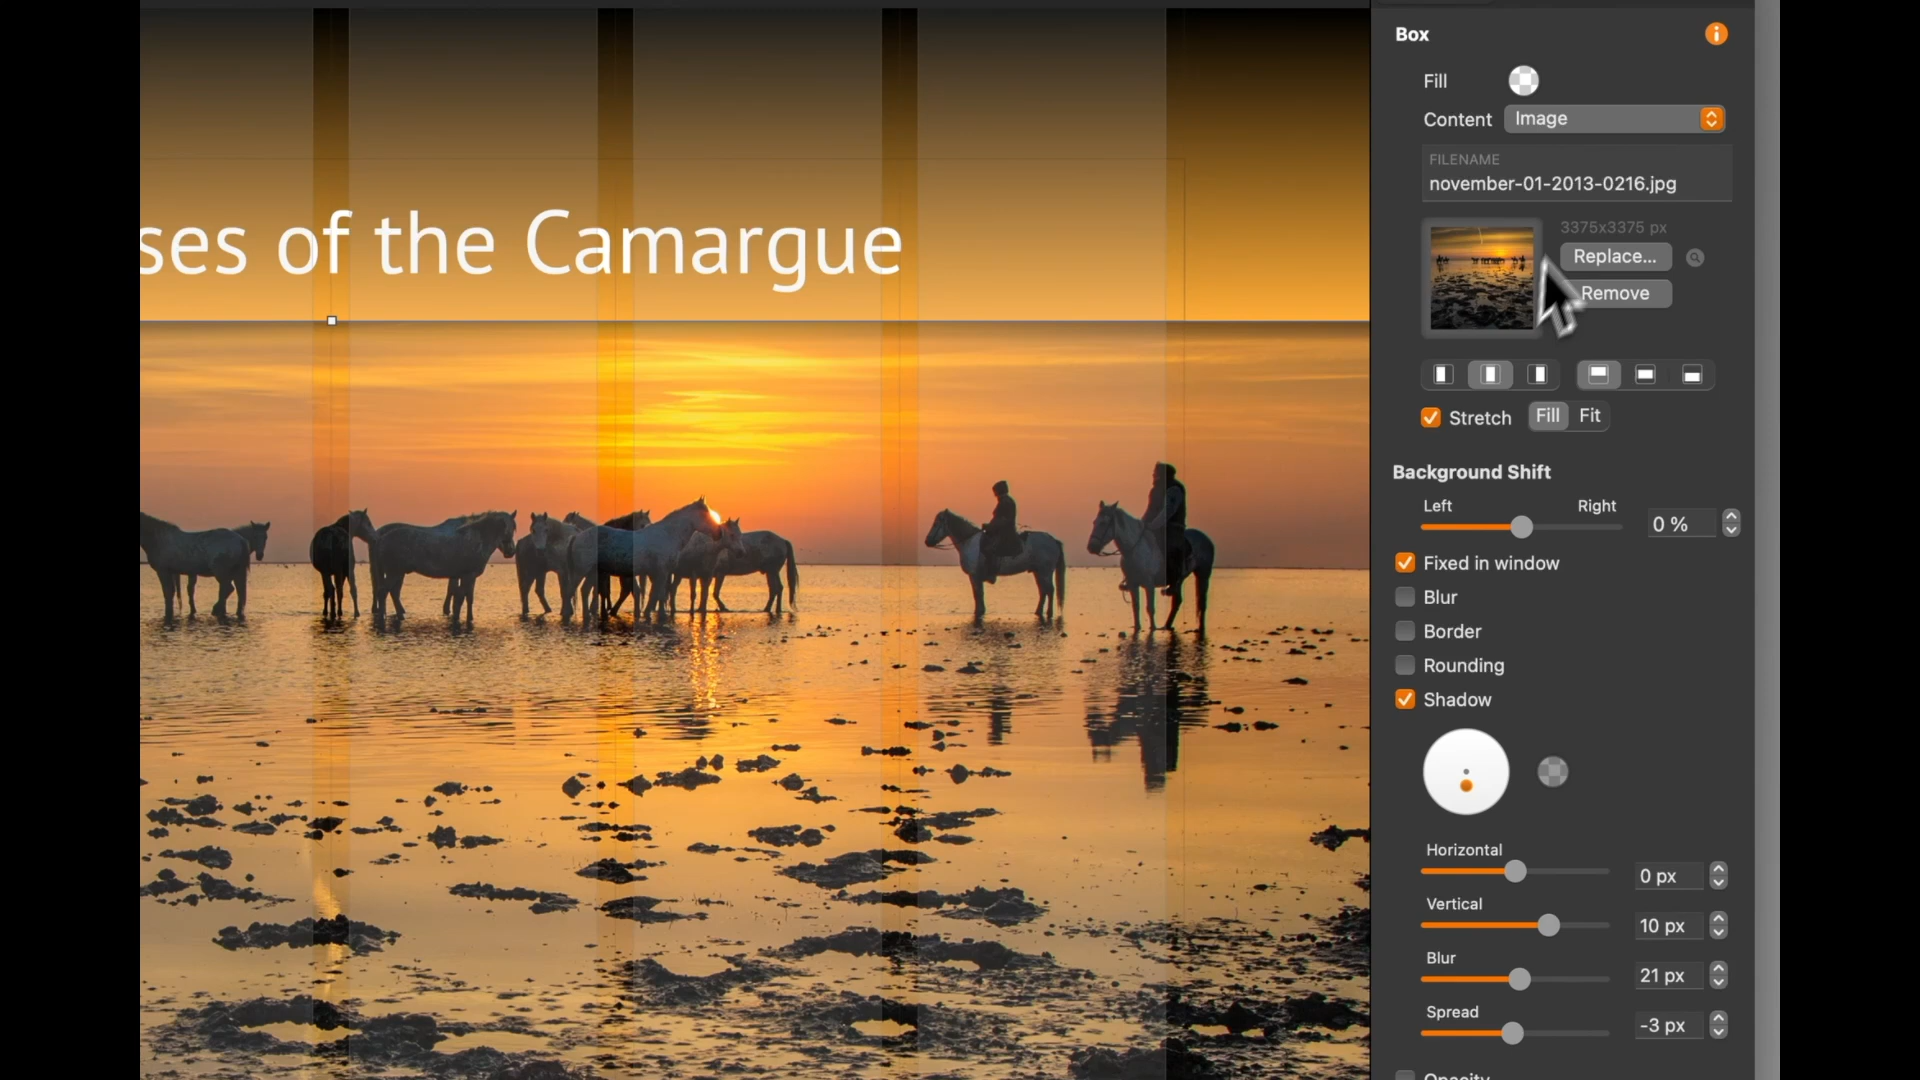 ses of the Camargue
Box
Fill
Content Image
FILENAME
november-01-2013-0216.jpg
3375x3375 px
Replace...
Remove
Stretch Fill Fit
Background Shift
Left Right
0 %
Fixed in window
Blur
Border
Rounding
Shadow
Horizontal
0 px
Vertical
10 px
Blur
21 px
Spread
-3 px
Opacity